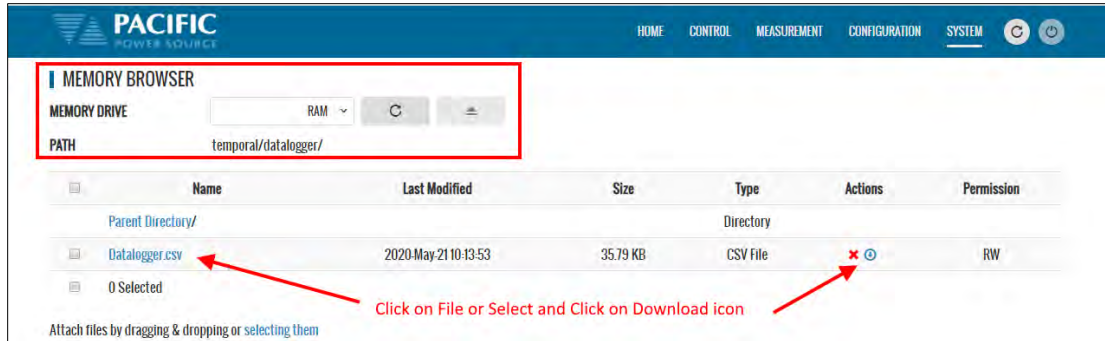 PACIFIC
POWER SOURCE
HOME CONTROL MEASUREMENT CONFIGURATION SYSTEM
MEMORY BROWSER
MEMORY DRIVE RAM
PATH temporal/datalogger/
Name Last Modified Size Type Actions Permission
Parent Directory/ Directory
Datalogger.csv 2020-May-21 10:13:53 35.79 KB CSV File RW
0 Selected
Click on File or Select and Click on Download icon
Attach files by dragging & dropping or selecting them